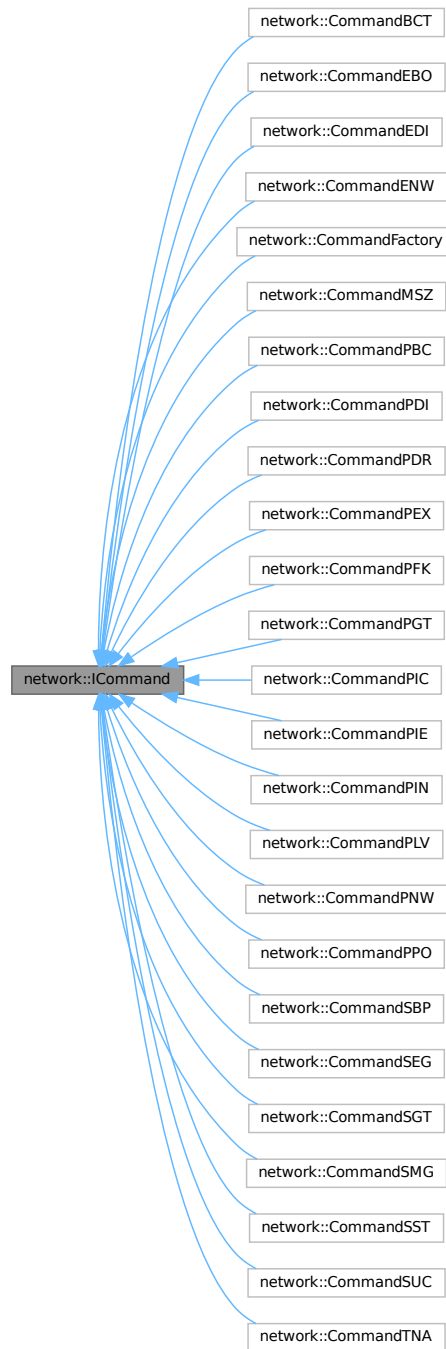 network::CommandBCT
network::CommandEBO
network::CommandEDI
network::CommandENW
network::CommandFactory
network::CommandMSZ
network::CommandPBC
network::CommandPDI
network::CommandPDR
network::CommandPEX
network::CommandPFK
network::CommandPGT
network::ICommand
network::CommandPIC
network::CommandPIE
network::CommandPIN
network::CommandPLV
network::CommandPNW
network::CommandPPO
network::CommandSBP
network::CommandSEG
network::CommandSGT
network::CommandSMG
network::CommandSST
network::CommandSUC
network::CommandTNA